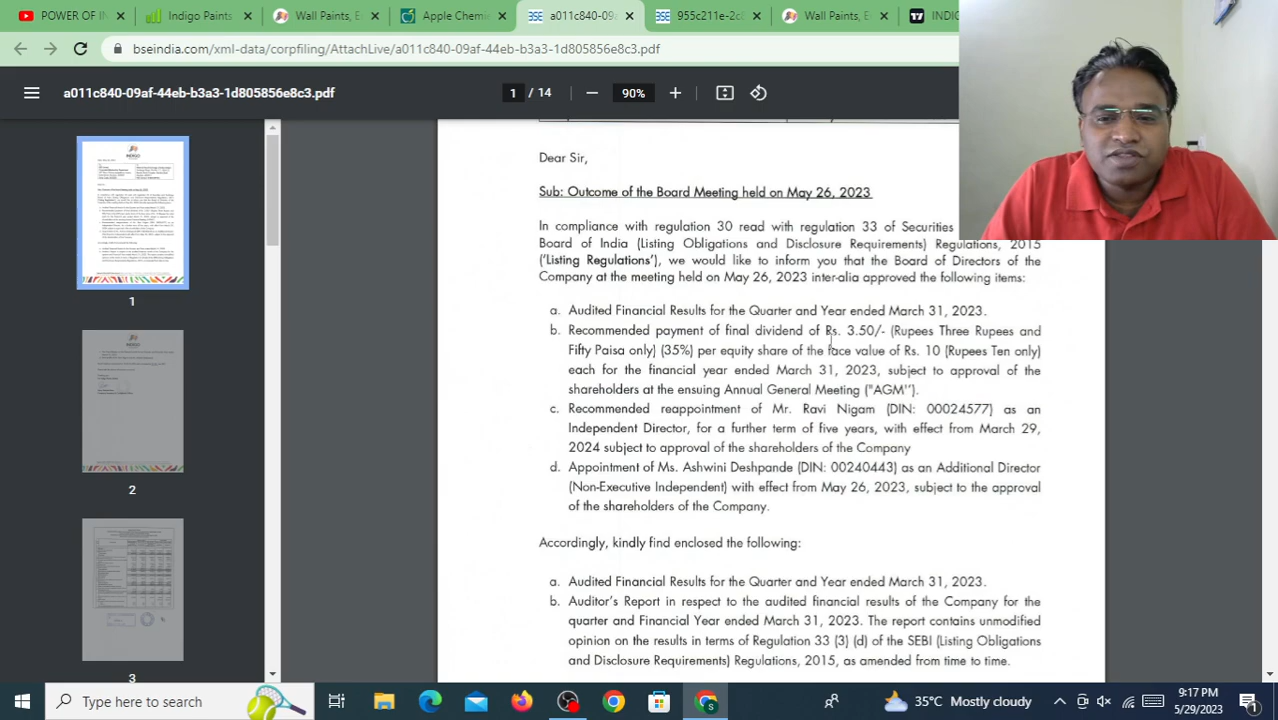 POWER OF IN
Indigo Paints
Wall Paints, E
Apple Chemis
a011c840-09a
955c211e-2c8
Wall Paints, E
INDIG
bseindia.com/xml-data/corpfiling/AttachLive/a011c840-09af-44eb-b3a3-1d805856e8c3.pdf
a011c840-09af-44eb-b3a3-1d805856e8c3.pdf
1 / 14
90%
1
2
3
Dear Sir,
Sub: Outcome of the Board Meeting held on May 26, 2023
In compliance with regulation 30 read with regulation 33 of Securities
Board of India (Listing Obligations and Disclosure Requirements) Regulations, 2015
('Listing Regulations'), we would like to inform you that the Board of Directors of the
Company at the meeting held on May 26, 2023 inter-alia approved the following items:
a. Audited Financial Results for the Quarter and Year ended March 31, 2023.
b. Recommended payment of final dividend of Rs. 3.50/- (Rupees Three Rupees and
Fifty Paisa only) (35%) per equity share of the face value of Rs. 10 (Rupees Ten only)
each for the financial year ended March 31, 2023, subject to approval of the
shareholders at the ensuing Annual General Meeting ("AGM'').
c. Recommended reappointment of Mr. Ravi Nigam (DIN: 00024577) as an
Independent Director, for a further term of five years, with effect from March 29,
2024 subject to approval of the shareholders of the Company
d. Appointment of Ms. Ashwini Deshpande (DIN: 00240443) as an Additional Director
(Non-Executive Independent) with effect from May 26, 2023, subject to the approval
of the shareholders of the Company.
Accordingly, kindly find enclosed the following:
a. Audited Financial Results for the Quarter and Year ended March 31, 2023.
b. Auditor's Report in respect to the audited financial results of the Company for the
quarter and Financial Year ended March 31, 2023. The report contains unmodified
opinion on the results in terms of Regulation 33 (3) (d) of the SEBI (Listing Obligations
and Disclosure Requirements) Regulations, 2015, as amended from time to time.
Type here to search
35°C Mostly cloudy
9:17 PM
5/29/2023